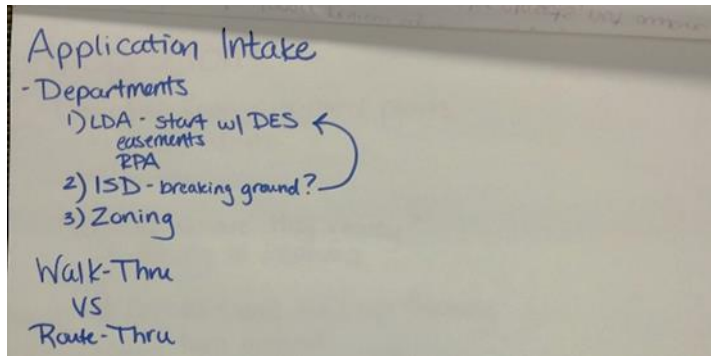 Application Intake
- Departments
1) LDA - start w/ DES
easements
RPA
2) ISD - breaking ground?
3) Zoning
Walk-Thru
VS
Route-Thru